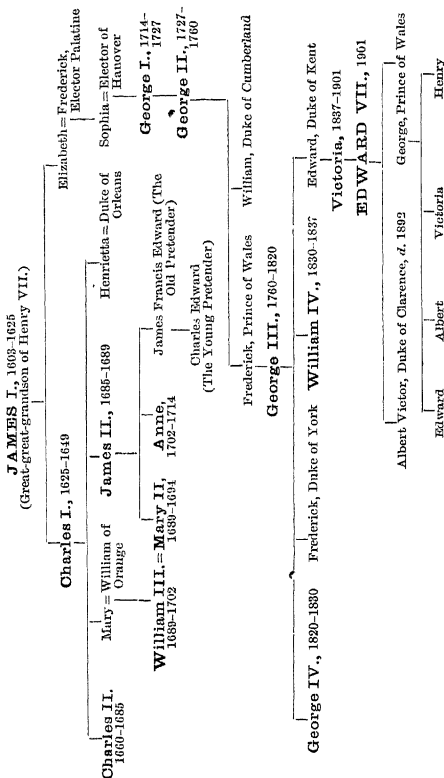 JAMES I., 1603–1625
(Great-great-grandson of Henry VII.)
Charles I., 1625–1649
Elizabeth = Frederick,
Elector Palatine
Charles II.
1660–1685
Mary = William of
Orange
James II., 1685–1689
Henrietta = Duke of
Orleans
Sophia = Elector of
Hanover
William III. = Mary II,
1689–1702
1689–1694
Anne,
1702–1714
James Francis Edward (The
Old Pretender)
George I., 1714–
1727
Charles Edward
(The Young Pretender)
George II., 1727–
1760
Frederick, Prince of Wales
William, Duke of Cumberland
George III., 1760–1820
George IV., 1820–1830
Frederick, Duke of York
William IV., 1830–1837
Edward, Duke of Kent
Victoria, 1837–1901
EDWARD VII., 1901
Albert Victor, Duke of Clarence, d. 1892
George, Prince of Wales
Edward
Albert
Victoria
Henry